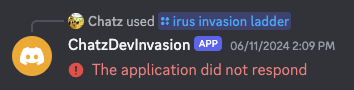 Chatz used irus invasion ladder
ChatzDevInvasion APP 06/11/2024 2:09 PM
The application did not respond